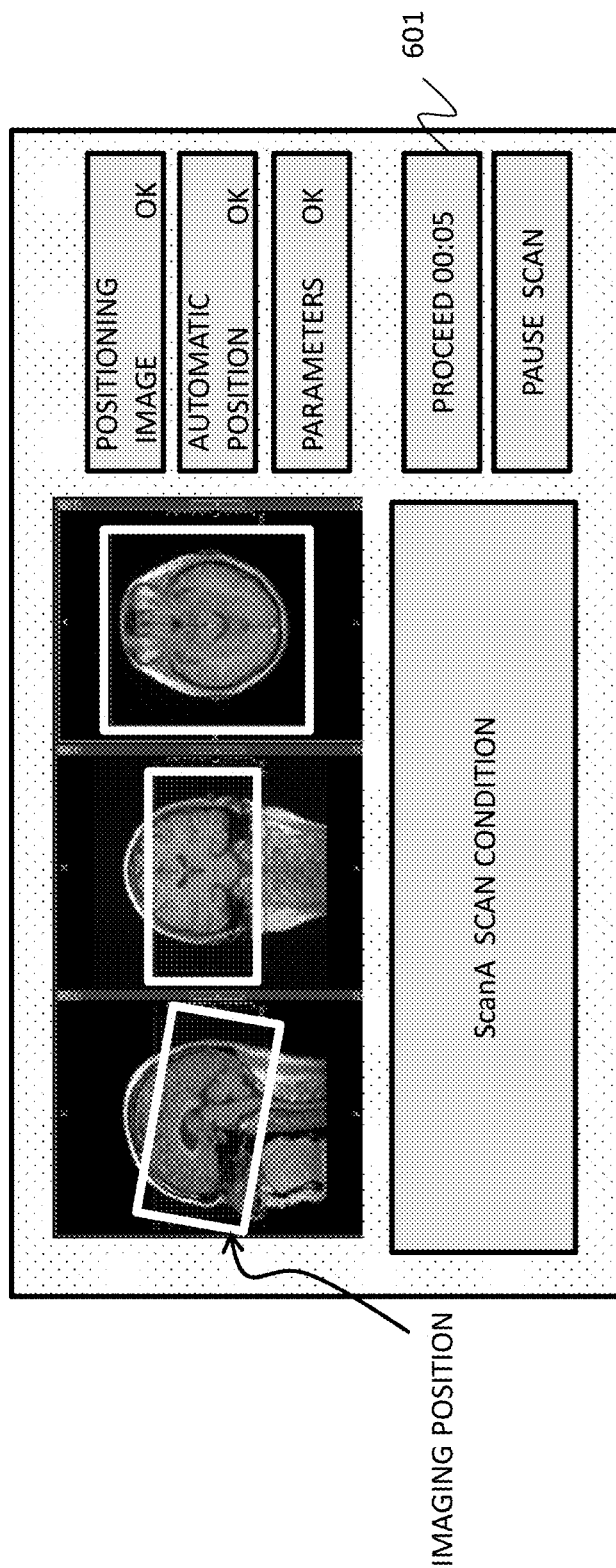 IMAGING POSITION
POSITIONING
IMAGE OK
AUTOMATIC
POSITION OK
PARAMETERS OK
ScanA SCAN CONDITION
PROCEED 00:05
PAUSE SCAN
601